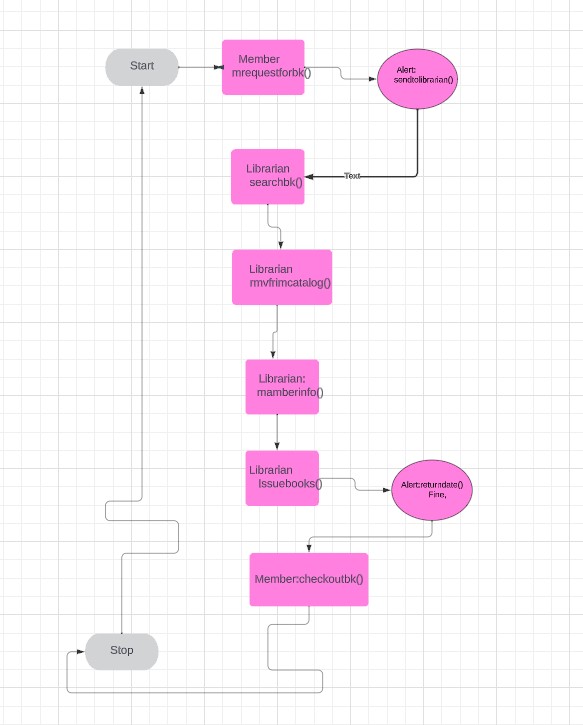 Start
Member
mrequestforbk()
Alert:
sendtolibrarian()
Librarian
searchbk()
Text
Librarian
rmvfrimcatalog()
Librarian:
mamberinfo()
Librarian
Issuebooks()
Alert:returndate()
Fine,
Member:checkoutbk()
Stop